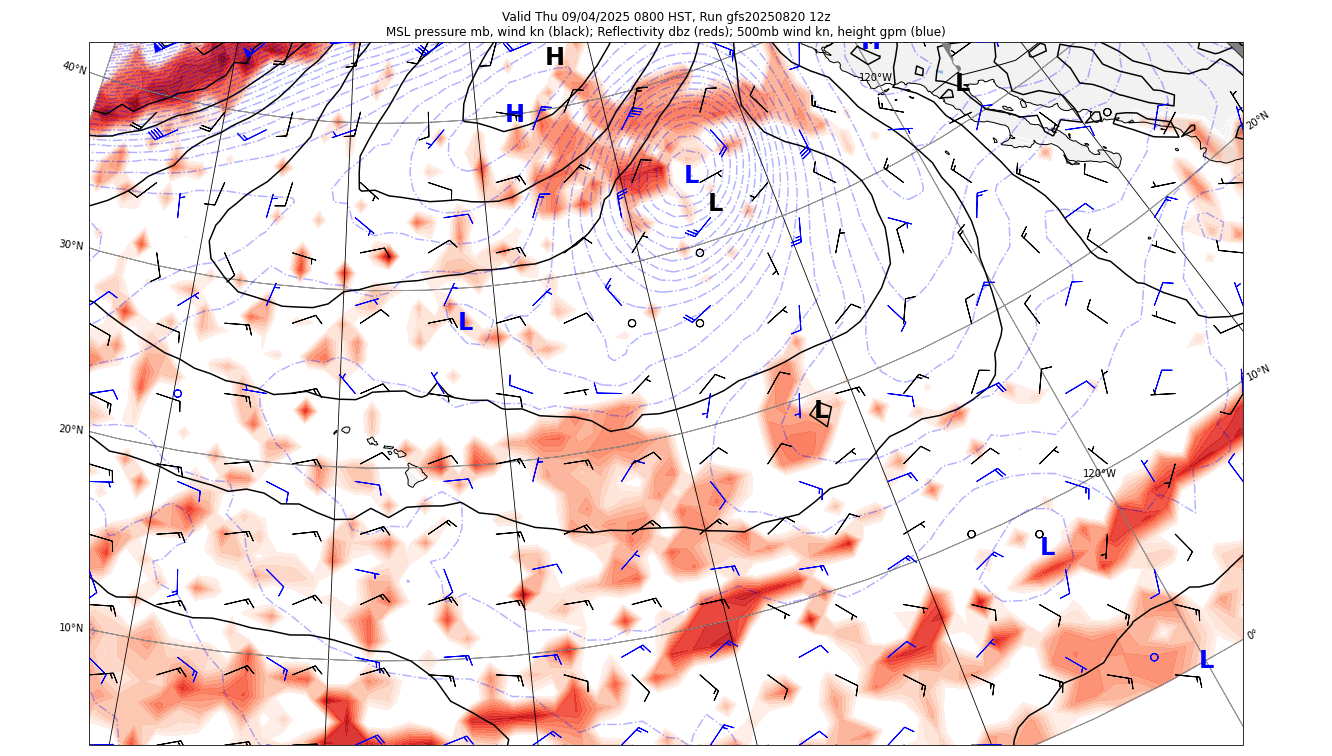 Valid Thu 09/04/2025 0800 HST, Run gfs20250820 12z
MSL pressure mb, wind kn (black); Reflectivity dbz (reds); 500mb wind kn, height gpm (blue)
H
H
40°N
120°W
L
H
20°N
L
L
30°N
L
10°N
L
20°N
120°W
L
10°N
0°
L